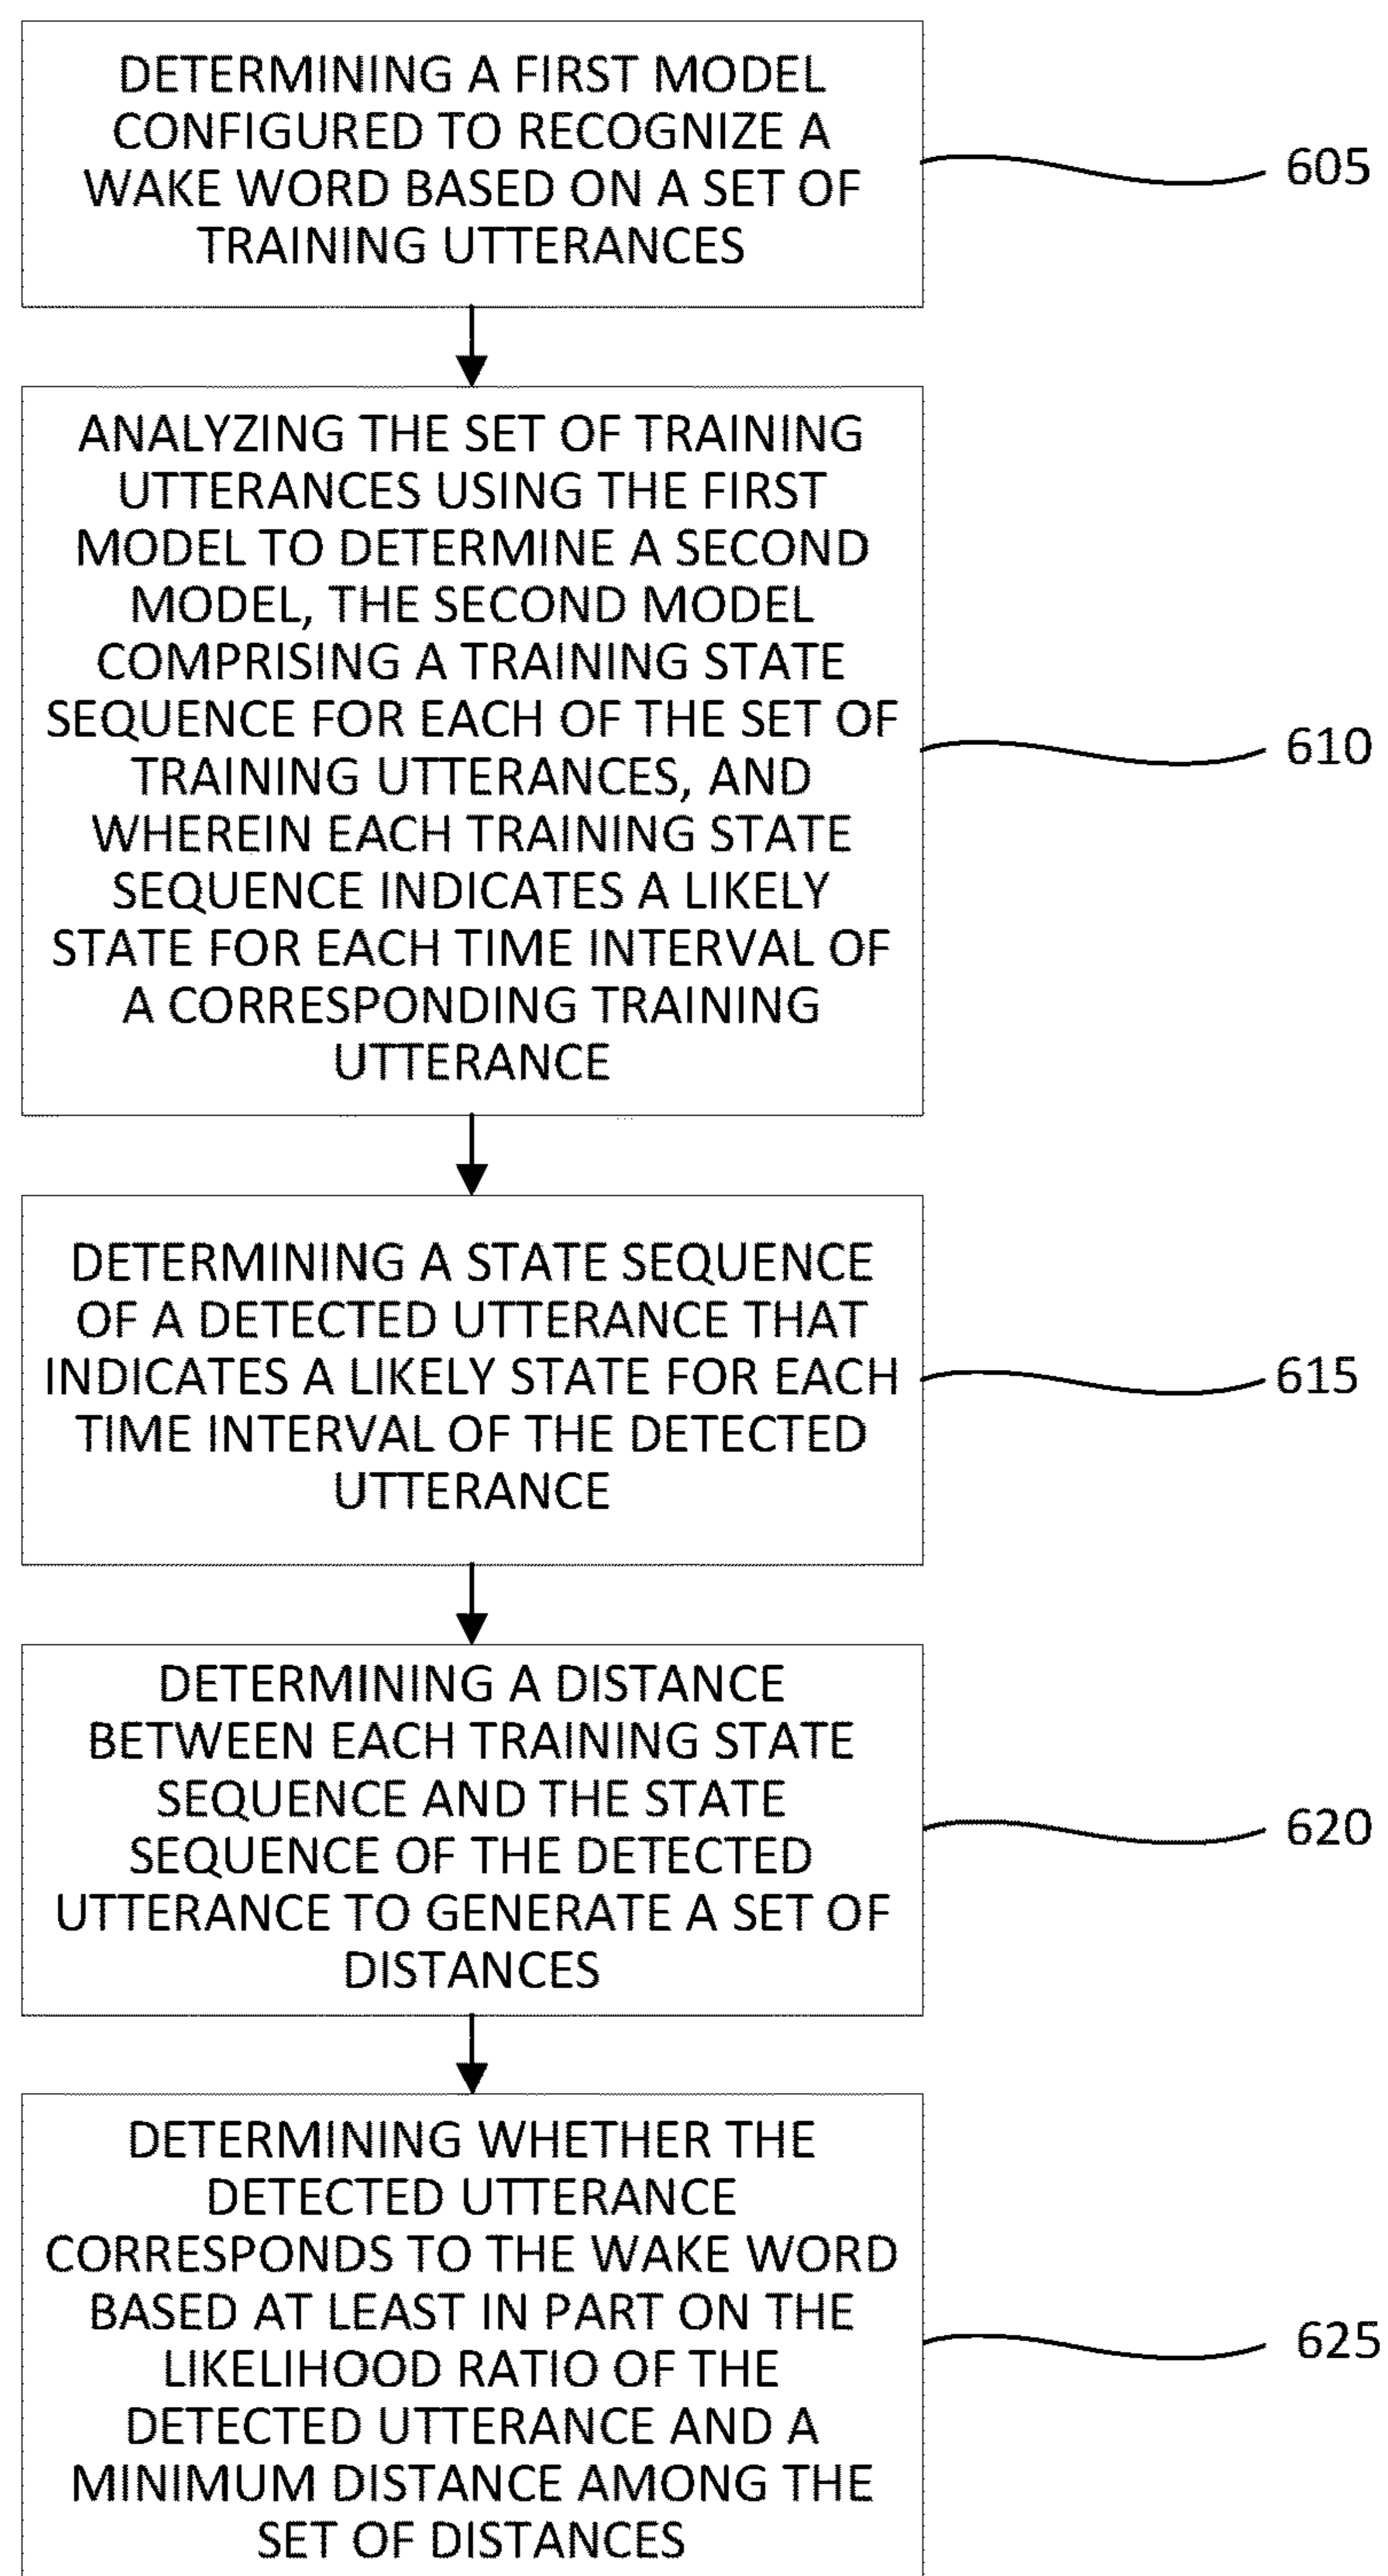 DETERMINING A FIRST MODEL
CONFIGURED TO RECOGNIZE A
WAKE WORD BASED ON A SET OF
TRAINING UTTERANCES
605
ANALYZING THE SET OF TRAINING
UTTERANCES USING THE FIRST
MODEL TO DETERMINE A SECOND
MODEL, THE SECOND MODEL
COMPRISING A TRAINING STATE
SEQUENCE FOR EACH OF THE SET OF
TRAINING UTTERANCES, AND
WHEREIN EACH TRAINING STATE
SEQUENCE INDICATES A LIKELY
STATE FOR EACH TIME INTERVAL OF
A CORRESPONDING TRAINING
UTTERANCE
610
DETERMINING A STATE SEQUENCE
OF A DETECTED UTTERANCE THAT
INDICATES A LIKELY STATE FOR EACH
TIME INTERVAL OF THE DETECTED
UTTERANCE
615
DETERMINING A DISTANCE
BETWEEN EACH TRAINING STATE
SEQUENCE AND THE STATE
SEQUENCE OF THE DETECTED
UTTERANCE TO GENERATE A SET OF
DISTANCES
620
DETERMINING WHETHER THE
DETECTED UTTERANCE
CORRESPONDS TO THE WAKE WORD
BASED AT LEAST IN PART ON THE
LIKELIHOOD RATIO OF THE
DETECTED UTTERANCE AND A
MINIMUM DISTANCE AMONG THE
SET OF DISTANCES
625